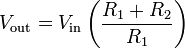 V_out = V_in ( (R_1 + R_2) / R_1 )